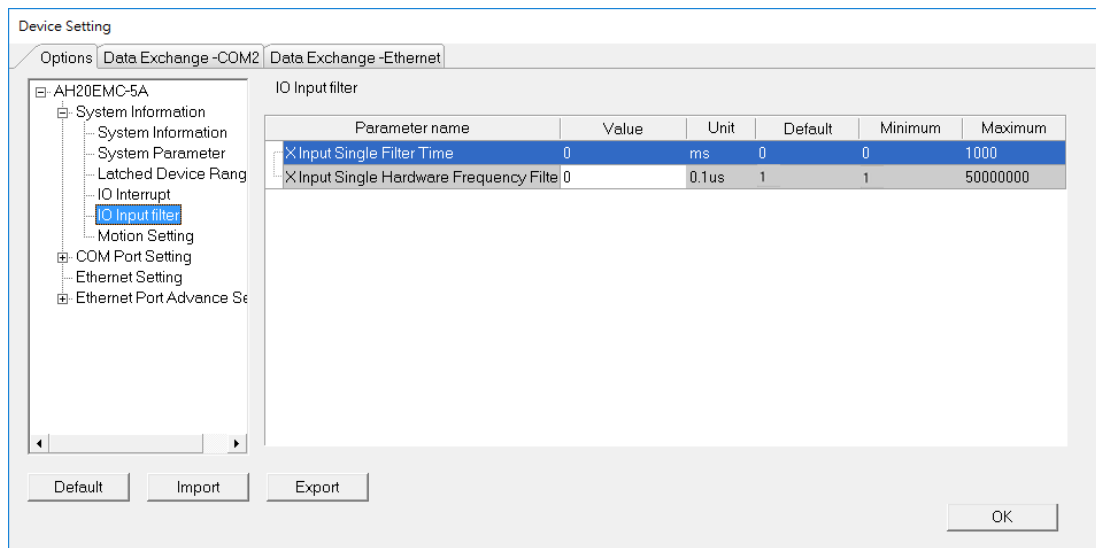 Device Setting
Options Data Exchange -COM2 Data Exchange -Ethernet
AH20EMC-5A
System Information
System Information
System Parameter
Latched Device Rang
IO Interrupt
IO Input filter
Motion Setting
COM Port Setting
Ethernet Setting
Ethernet Port Advance Se
IO Input filter
Parameter name Value Unit Default Minimum Maximum
X Input Single Filter Time 0 ms 0 0 1000
X Input Single Hardware Frequency Filte 0 0.1us 1 1 50000000
Default Import Export
OK